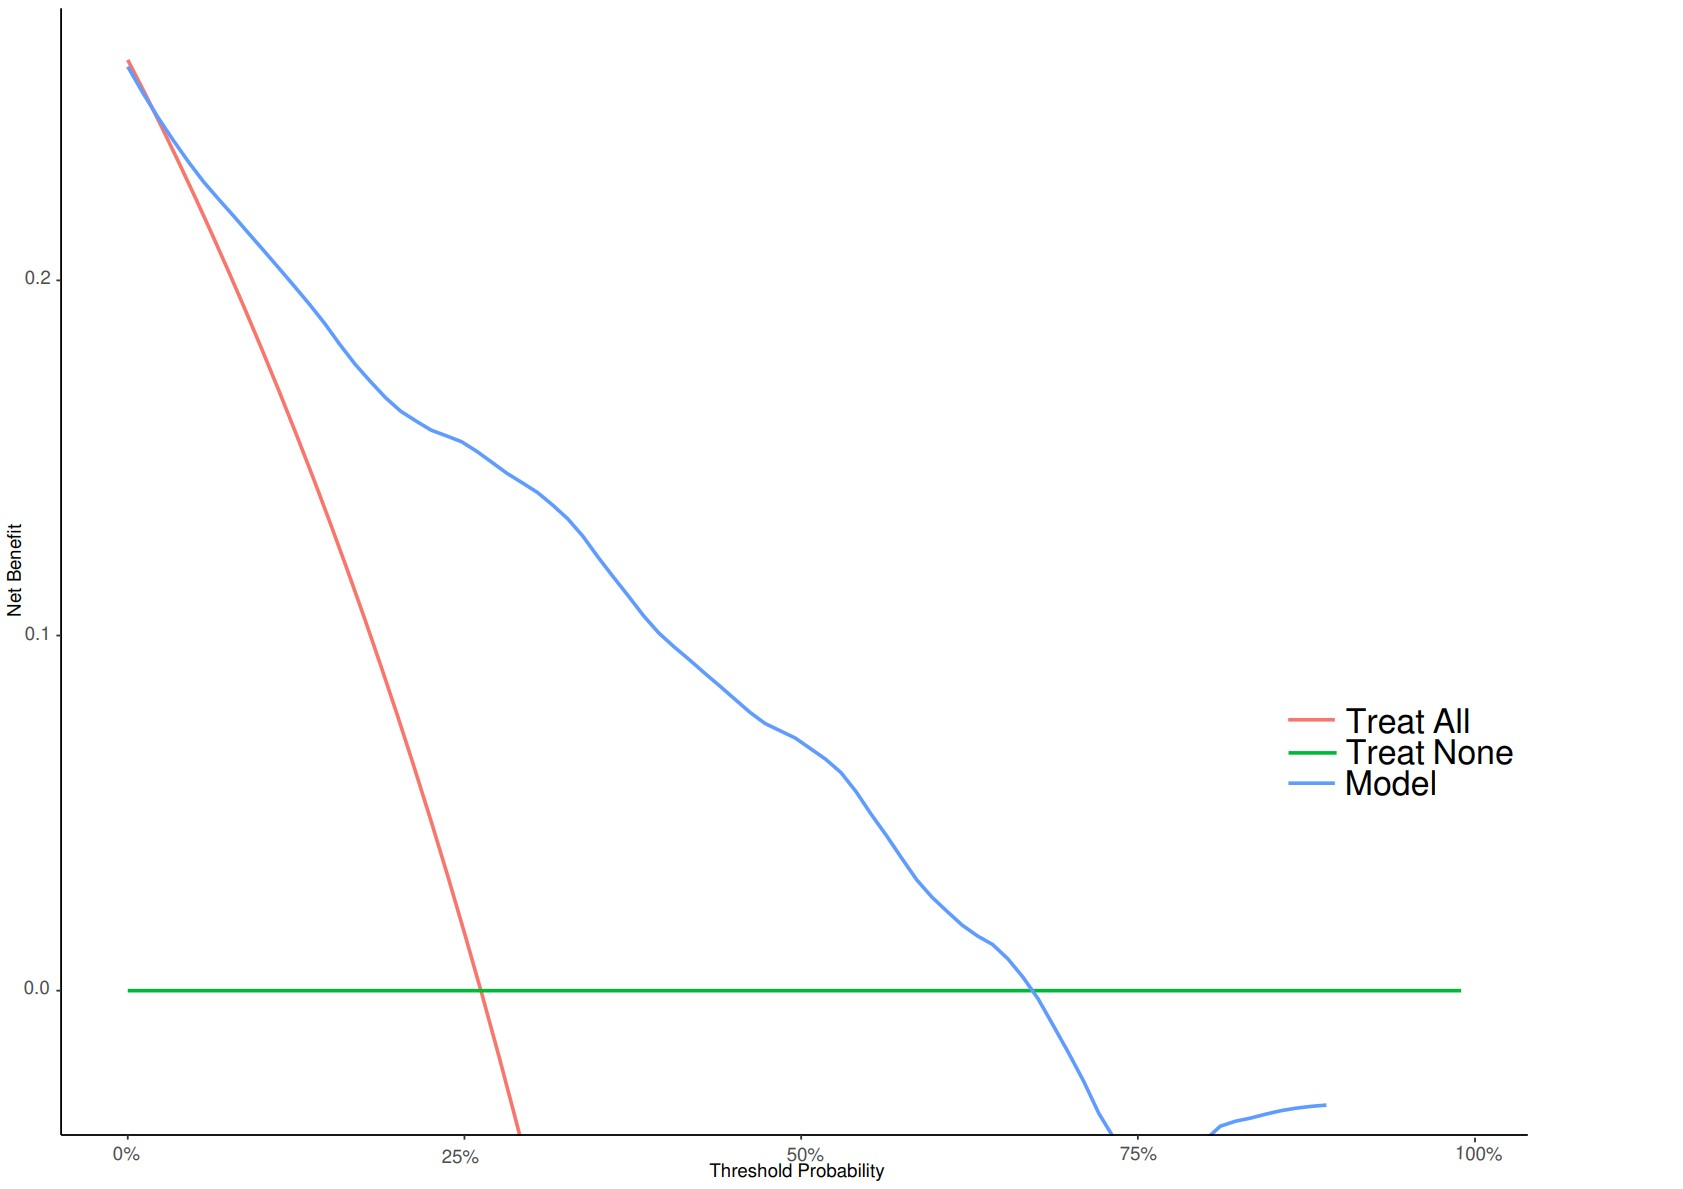 Net Benefit
0.2
0.1
0.0
0%
25%
50%
75%
100%
Threshold Probability
Treat All
Treat None
Model